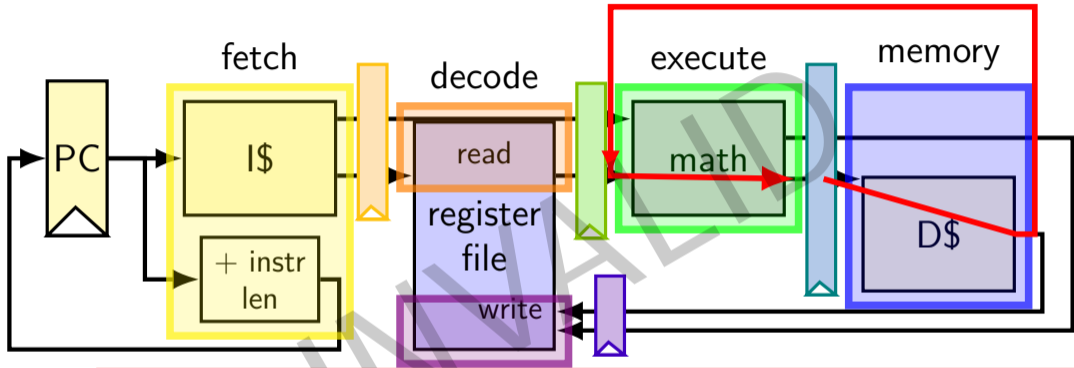 fetch
decode
execute
memory
PC
I$
read
math
register
file
D$
+ instr
len
write
INVALID